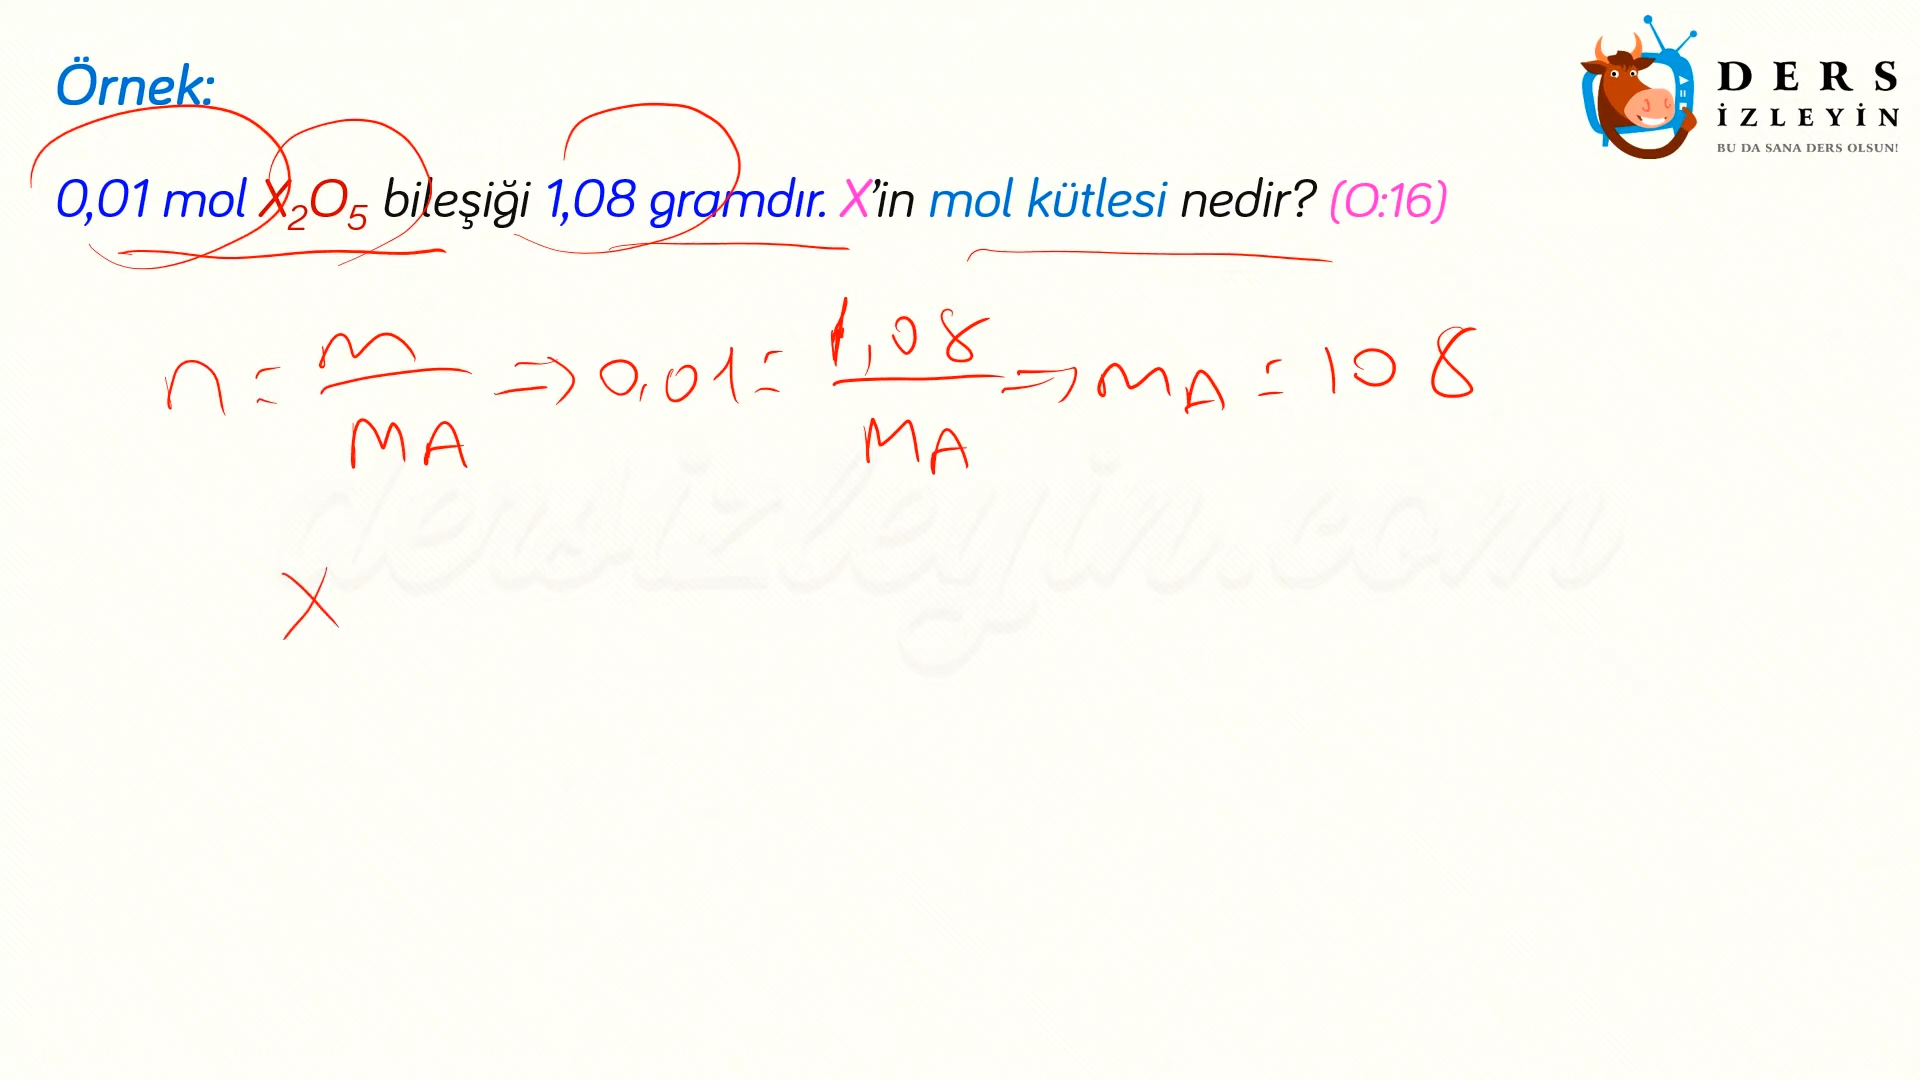 Örnek:
DERS
İZLEYİN
BU DA SANA DERS OLSUN!
0,01 mol X₂O₅ bileşiği 1,08 gramdır. X'in mol kütlesi nedir? (O:16)
n = m/MA ⇒ 0,01 = 1,08/MA ⇒ MA = 108
dersizleyin.com
X